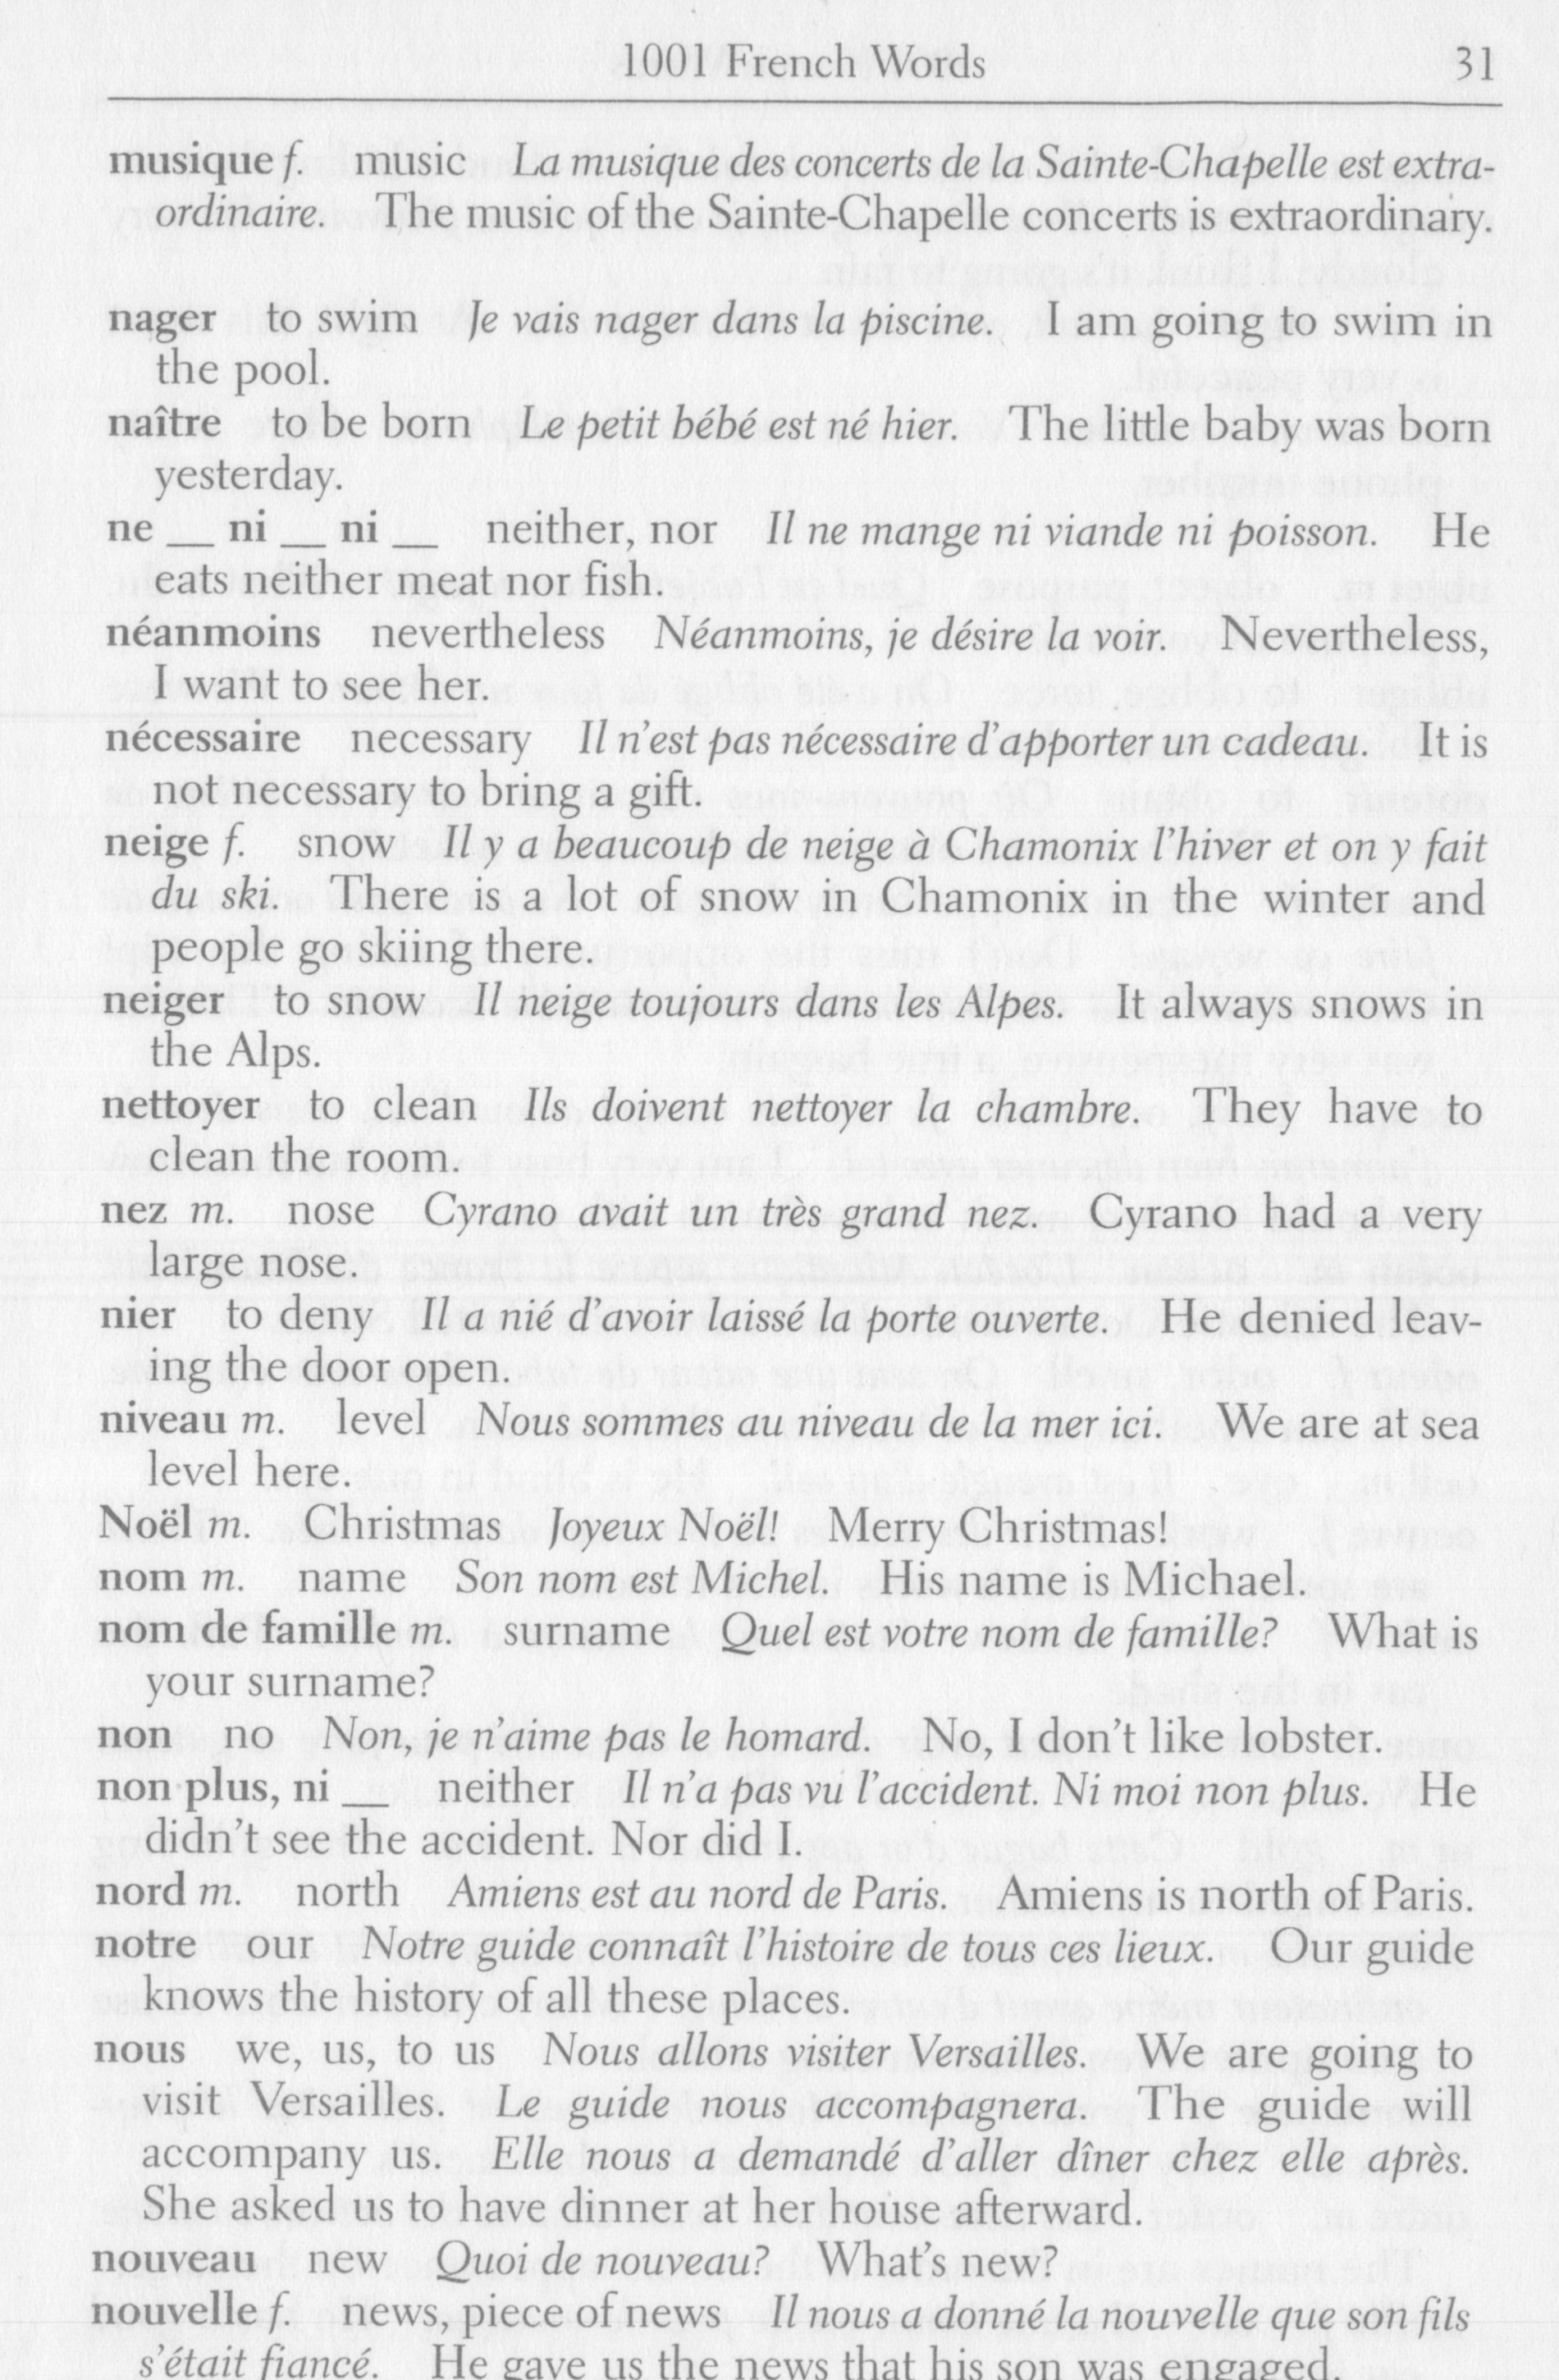 1001 French Words 31
musique f. music La musique des concerts de la Sainte-Chapelle est extra-
ordinaire. The music of the Sainte-Chapelle concerts is extraordinary.
nager to swim Je vais nager dans la piscine. I am going to swim in
the pool.
naître to be born Le petit bébé est né hier. The little baby was born
yesterday.
ne __ ni __ ni __ neither, nor Il ne mange ni viande ni poisson. He
eats neither meat nor fish.
néanmoins nevertheless Néanmoins, je désire la voir. Nevertheless,
I want to see her.
nécessaire necessary Il n'est pas nécessaire d'apporter un cadeau. It is
not necessary to bring a gift.
neige f. snow Il y a beaucoup de neige à Chamonix l'hiver et on y fait
du ski. There is a lot of snow in Chamonix in the winter and
people go skiing there.
neiger to snow Il neige toujours dans les Alpes. It always snows in
the Alps.
nettoyer to clean Ils doivent nettoyer la chambre. They have to
clean the room.
nez m. nose Cyrano avait un très grand nez. Cyrano had a very
large nose.
nier to deny Il a nié d'avoir laissé la porte ouverte. He denied leav-
ing the door open.
niveau m. level Nous sommes au niveau de la mer ici. We are at sea
level here.
Noël m. Christmas Joyeux Noël! Merry Christmas!
nom m. name Son nom est Michel. His name is Michael.
nom de famille m. surname Quel est votre nom de famille? What is
your surname?
non no Non, je n'aime pas le homard. No, I don't like lobster.
non plus, ni __ neither Il n'a pas vu l'accident. Ni moi non plus. He
didn't see the accident. Nor did I.
nord m. north Amiens est au nord de Paris. Amiens is north of Paris.
notre our Notre guide connaît l'histoire de tous ces lieux. Our guide
knows the history of all these places.
nous we, us, to us Nous allons visiter Versailles. We are going to
visit Versailles. Le guide nous accompagnera. The guide will
accompany us. Elle nous a demandé d'aller dîner chez elle après.
She asked us to have dinner at her house afterward.
nouveau new Quoi de nouveau? What's new?
nouvelle f. news, piece of news Il nous a donné la nouvelle que son fils
s'était fiancé. He gave us the news that his son was engaged.